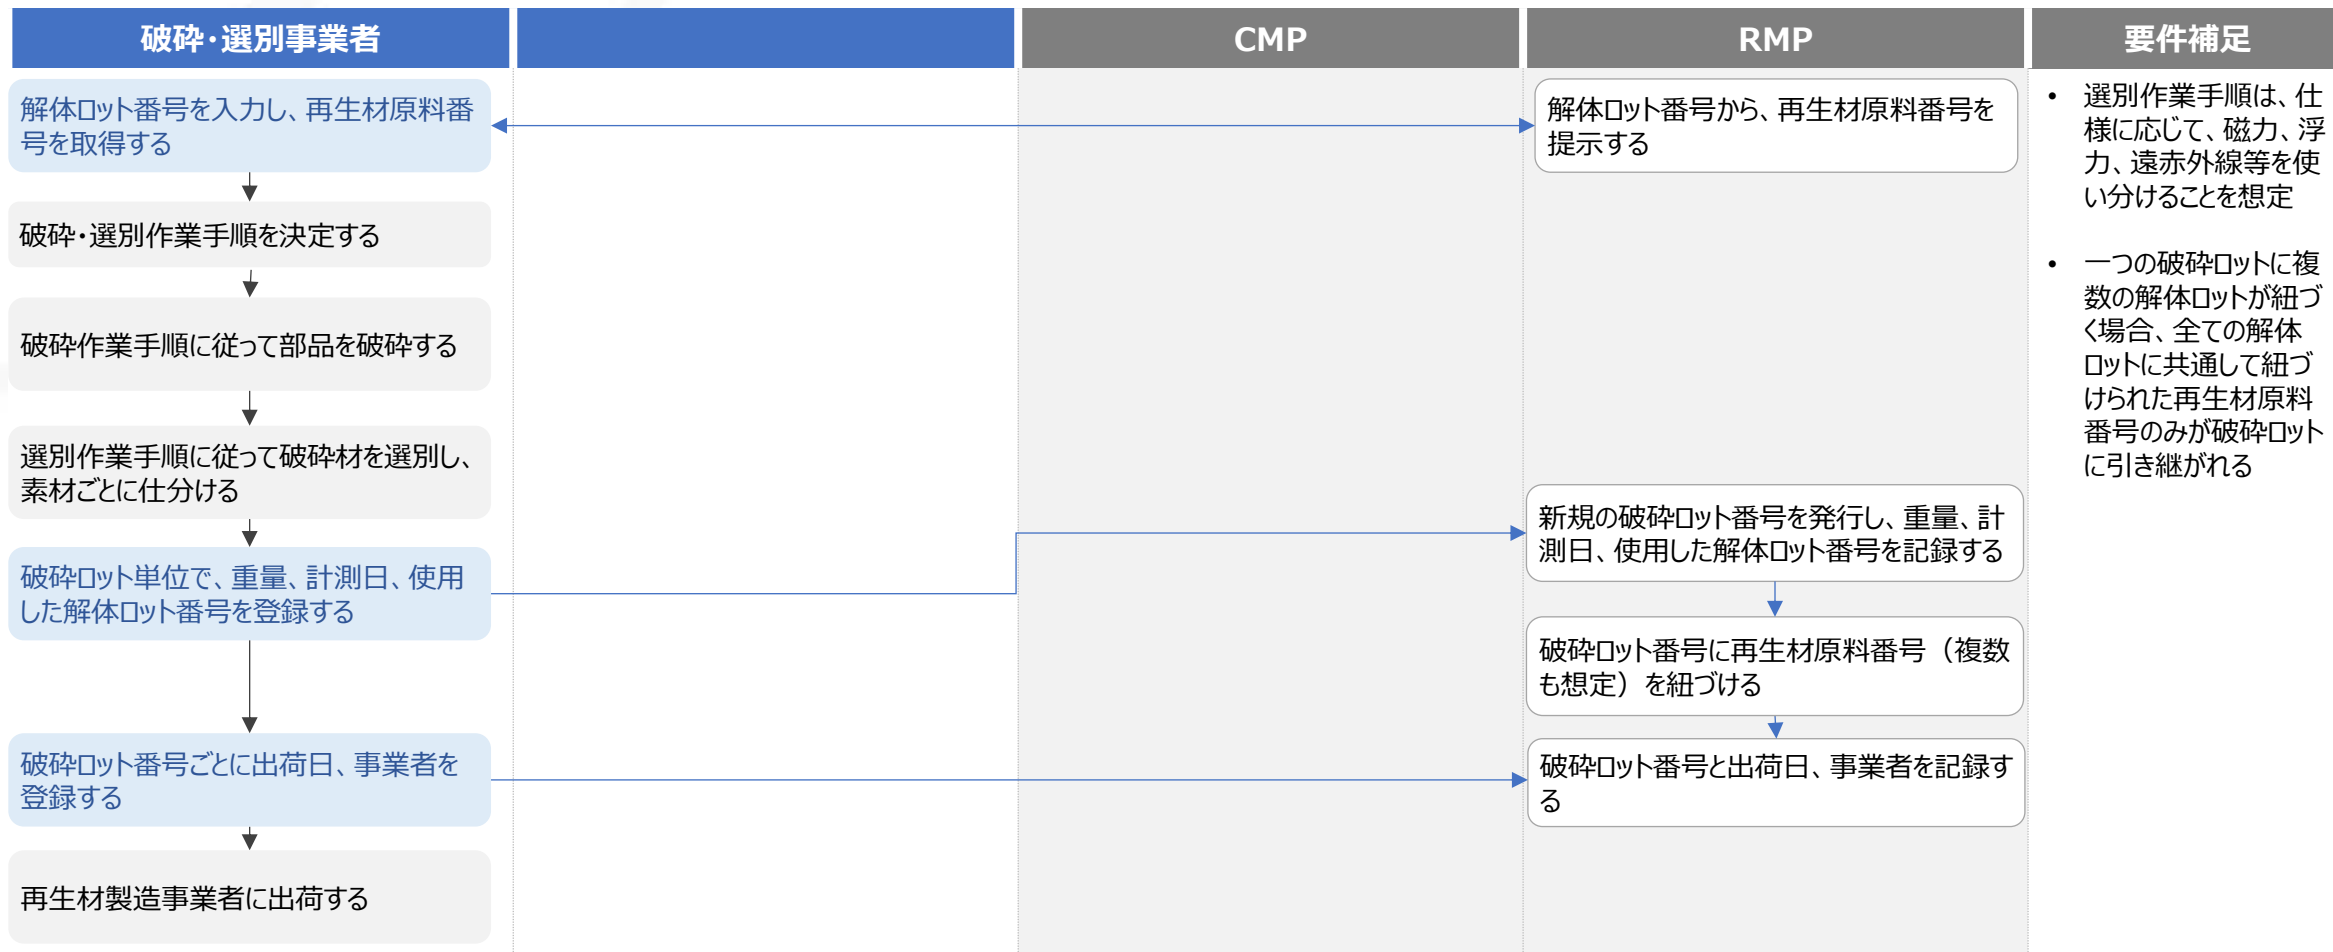 破砕・選別事業者
CMP
RMP
要件補足
解体ロット番号を入力し、再生材原料番
号を取得する
破砕・選別作業手順を決定する
破砕作業手順に従って部品を破砕する
選別作業手順に従って破砕材を選別し、
素材ごとに仕分ける
破砕ロット単位で、重量、計測日、使用
した解体ロット番号を登録する
破砕ロット番号ごとに出荷日、事業者を
登録する
再生材製造事業者に出荷する
解体ロット番号から、再生材原料番号を
提示する
新規の破砕ロット番号を発行し、重量、計
測日、使用した解体ロット番号を記録する
破砕ロット番号に再生材原料番号（複数
も想定）を紐づける
破砕ロット番号と出荷日、事業者を記録す
る
• 選別作業手順は、仕
様に応じて、磁力、浮
力、遠赤外線等を使
い分けることを想定
• 一つの破砕ロットに複
数の解体ロットが紐づ
く場合、全ての解体
ロットに共通して紐づ
けられた再生材原料
番号のみが破砕ロット
に引き継がれる